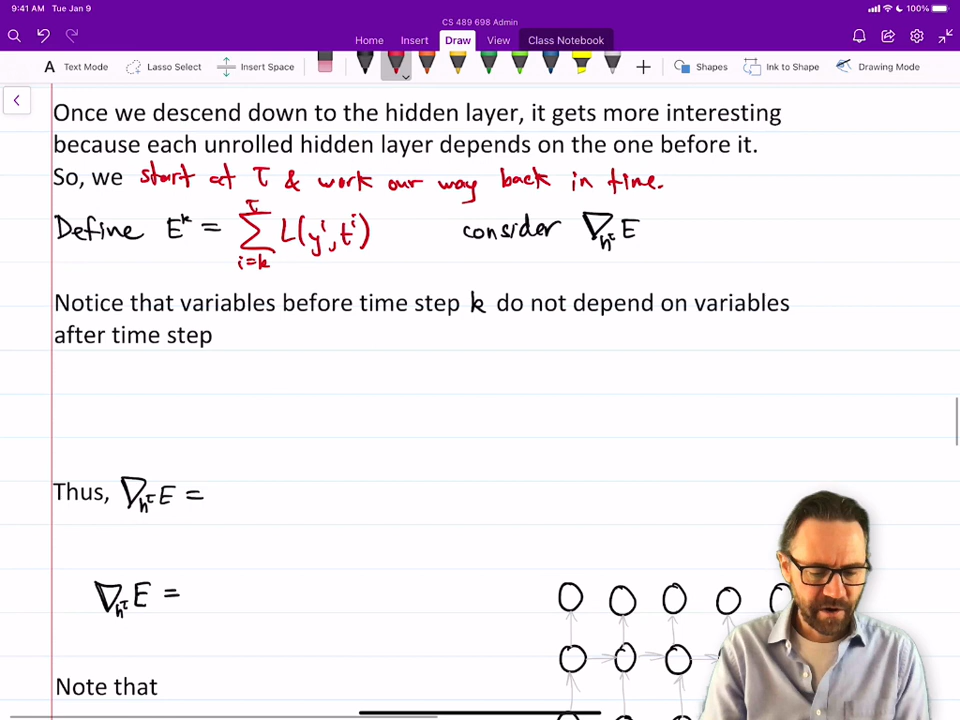 9:41 AM Tue Jan 9
100%
CS 489 698 Admin
Home Insert Draw View Class Notebook
A Text Mode Lasso Select Insert Space Shapes Ink to Shape Drawing Mode
Once we descend down to the hidden layer, it gets more interesting
because each unrolled hidden layer depends on the one before it.
So, we start at τ & work our way back in time.
Define E^k = ∑_{i=k}^{τ} L(y^i, t^i) consider ∇_{h^τ} E
Notice that variables before time step k do not depend on variables
after time step
Thus, ∇_{h^τ} E =
∇_{h^τ} E =
Note that